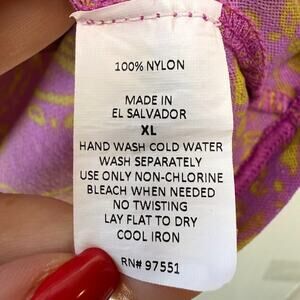 100% NYLON
MADE IN
EL SALVADOR
XL
HAND WASH COLD WATER
WASH SEPARATELY
USE ONLY NON-CHLORINE
BLEACH WHEN NEEDED
NO TWISTING
LAY FLAT TO DRY
COOL IRON
RN# 97551